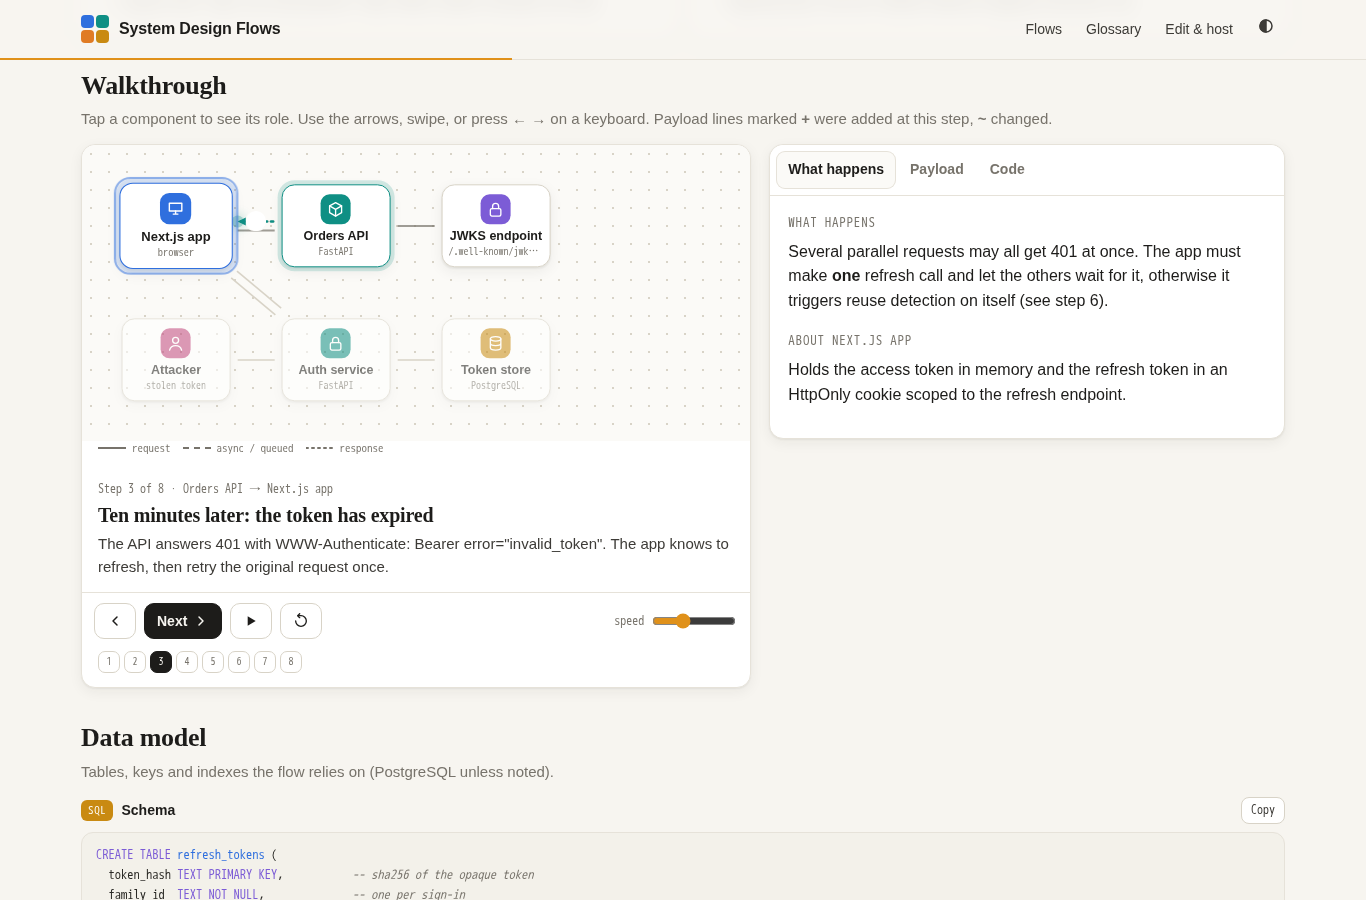 System Design Flows
Flows
Glossary
Edit & host
Walkthrough
Tap a component to see its role. Use the arrows, swipe, or press ← → on a keyboard. Payload lines marked + were added at this step, ~ changed.
Next.js app
browser
Orders API
FastAPI
JWKS endpoint
/.well-known/jwk…
Attacker
stolen token
Auth service
FastAPI
Token store
PostgreSQL
request
async / queued
response
Step 3 of 8 · Orders API → Next.js app
Ten minutes later: the token has expired
The API answers 401 with WWW-Authenticate: Bearer error="invalid_token". The app knows to
refresh, then retry the original request once.
Next
speed
1 2 3 4 5 6 7 8
What happens
Payload
Code
WHAT HAPPENS
Several parallel requests may all get 401 at once. The app must
make one refresh call and let the others wait for it, otherwise it
triggers reuse detection on itself (see step 6).
ABOUT NEXT.JS APP
Holds the access token in memory and the refresh token in an
HttpOnly cookie scoped to the refresh endpoint.
Data model
Tables, keys and indexes the flow relies on (PostgreSQL unless noted).
SQL Schema
Copy
CREATE TABLE refresh_tokens (
token_hash TEXT PRIMARY KEY, -- sha256 of the opaque token
family_id TEXT NOT NULL, -- one per sign-in